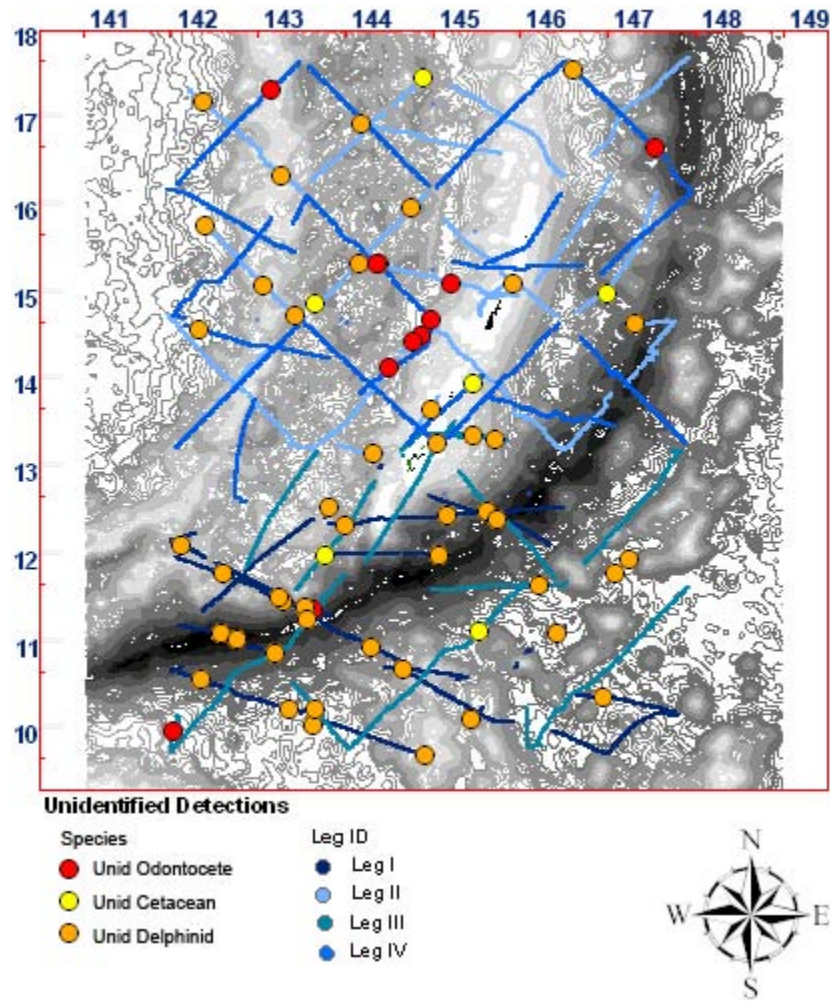 141 142 143 144 145 146 147 148 149
18
17
16
15
14
13
12
11
10
Unidentified Detections
Species
Unid Odontocete
Unid Cetacean
Unid Delphinid
Leg ID
Leg I
Leg II
Leg III
Leg IV
N
W E
S